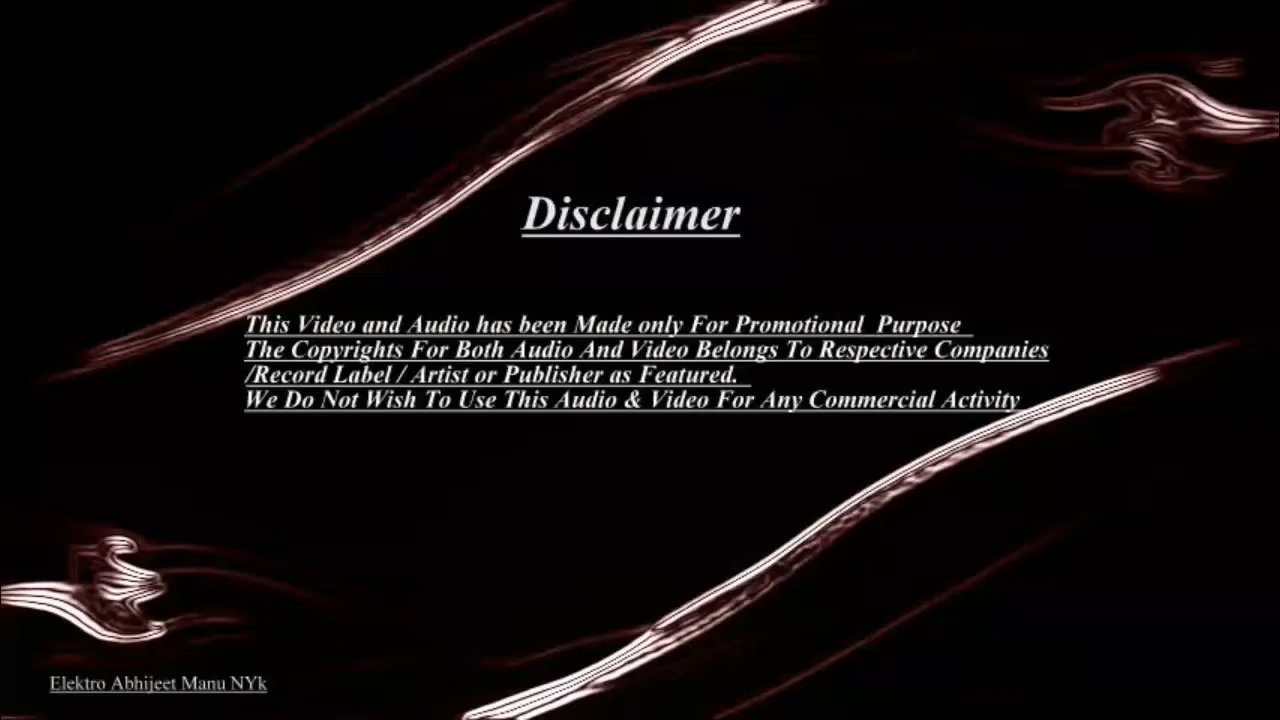 Disclaimer
This Video and Audio has been Made only For Promotional  Purpose
The Copyrights For Both Audio And Video Belongs To Respective Companies
/Record Label / Artist or Publisher as Featured.
We Do Not Wish To Use This Audio & Video For Any Commercial Activity
Elektro Abhijeet Manu NYk